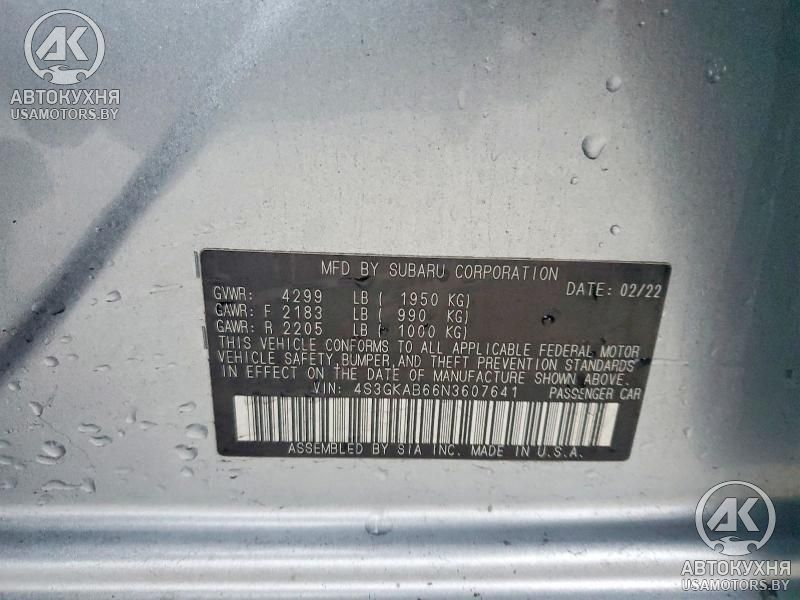 AK
АВТОКУХНЯ
USAMOTORS.BY
MFD BY SUBARU CORPORATION
DATE: 02/22
GVWR: 4299 LB ( 1950 KG)
GAWR: F 2183 LB ( 990 KG)
GAWR: R 2205 LB ( 1000 KG)
THIS VEHICLE CONFORMS TO ALL APPLICABLE FEDERAL MOTOR
VEHICLE SAFETY, BUMPER, AND THEFT PREVENTION STANDARDS
IN EFFECT ON THE DATE OF MANUFACTURE SHOWN ABOVE.
VIN: 4S3GKAB66N3607641 PASSENGER CAR
ASSEMBLED BY SIA INC. MADE IN U.S.A.
AK
АВТОКУХНЯ
USAMOTORS.BY